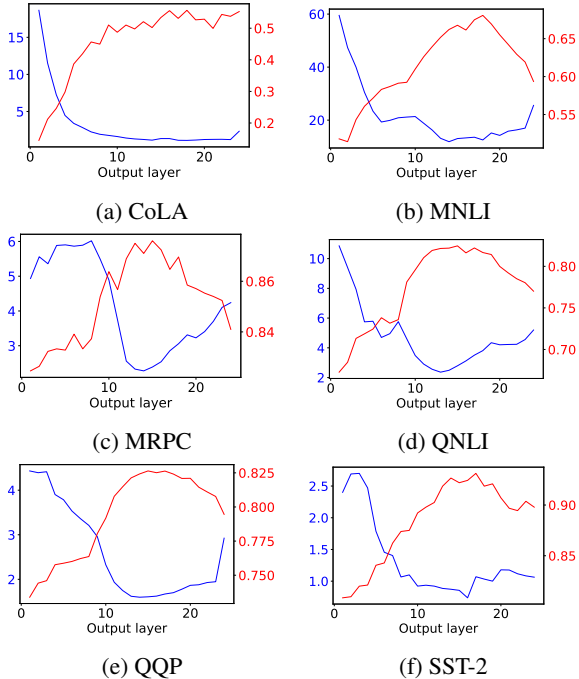 15
10
5
0.5
0.4
0.3
0.2
0 10 20
Output layer
(a) CoLA
60
40
20
0.65
0.60
0.55
0 10 20
Output layer
(b) MNLI
6
5
4
3
0.86
0.84
0 10 20
Output layer
(c) MRPC
10
8
6
4
2
0.80
0.75
0.70
0 10 20
Output layer
(d) QNLI
4
3
2
0.825
0.800
0.775
0.750
0 10 20
Output layer
(e) QQP
2.5
2.0
1.5
1.0
0.90
0.85
0 10 20
Output layer
(f) SST-2